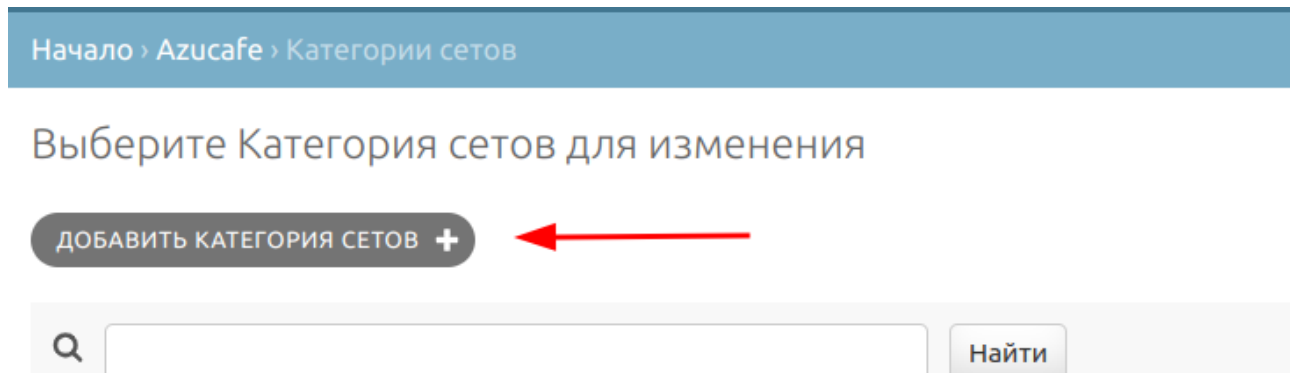 Начало › Azucafe › Категории сетов
Выберите Категория сетов для изменения
ДОБАВИТЬ КАТЕГОРИЯ СЕТОВ +
Найти